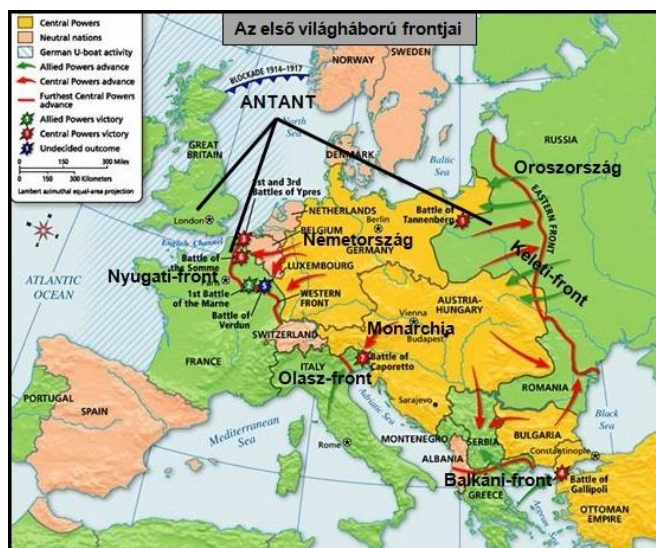 Az első világháború frontjai
Central Powers
Neutral nations
German U-boat activity
Allied Powers advance
Central Powers advance
Furthest Central Powers
advance
Allied Powers victory
Central Powers victory
Undecided outcome
0 150 300 Miles
0 150 300 Kilometers
Lambert azimuthal equal-area projection
BLOCKADE 1914–1917
NORWAY
SWEDEN
ANTANT
North
Sea
RUSSIA
GREAT
BRITAIN
DENMARK
Baltic
Sea
Oroszország
1st and 3rd
Battles of Ypres
London
NETHERLANDS
Berlin
Battle of
Tannenberg
EASTERN FRONT
English Channel
BELGIUM
Németország
GERMANY
Keleti-front
Battle of
the Somme
Nyugati-front
Paris
LUXEMBOURG
ATLANTIC
OCEAN
1st Battle
of the Marne
WESTERN
FRONT
Battle of
Verdun
AUSTRIA-
HUNGARY
Vienna
Monarchia
Budapest
SWITZERLAND
FRANCE
Battle of
Caporetto
ITALY
Olasz-front
ROMANIA
PORTUGAL
SPAIN
Adriatic Sea
Sarajevo
Black
Sea
SERBIA
BULGARIA
Mediterranean
Sea
Rome
MONTENEGRO
Constantinople
ALBANIA
Balkáni-front
GREECE
Battle of
Gallipoli
Aegean
Sea
OTTOMAN
EMPIRE